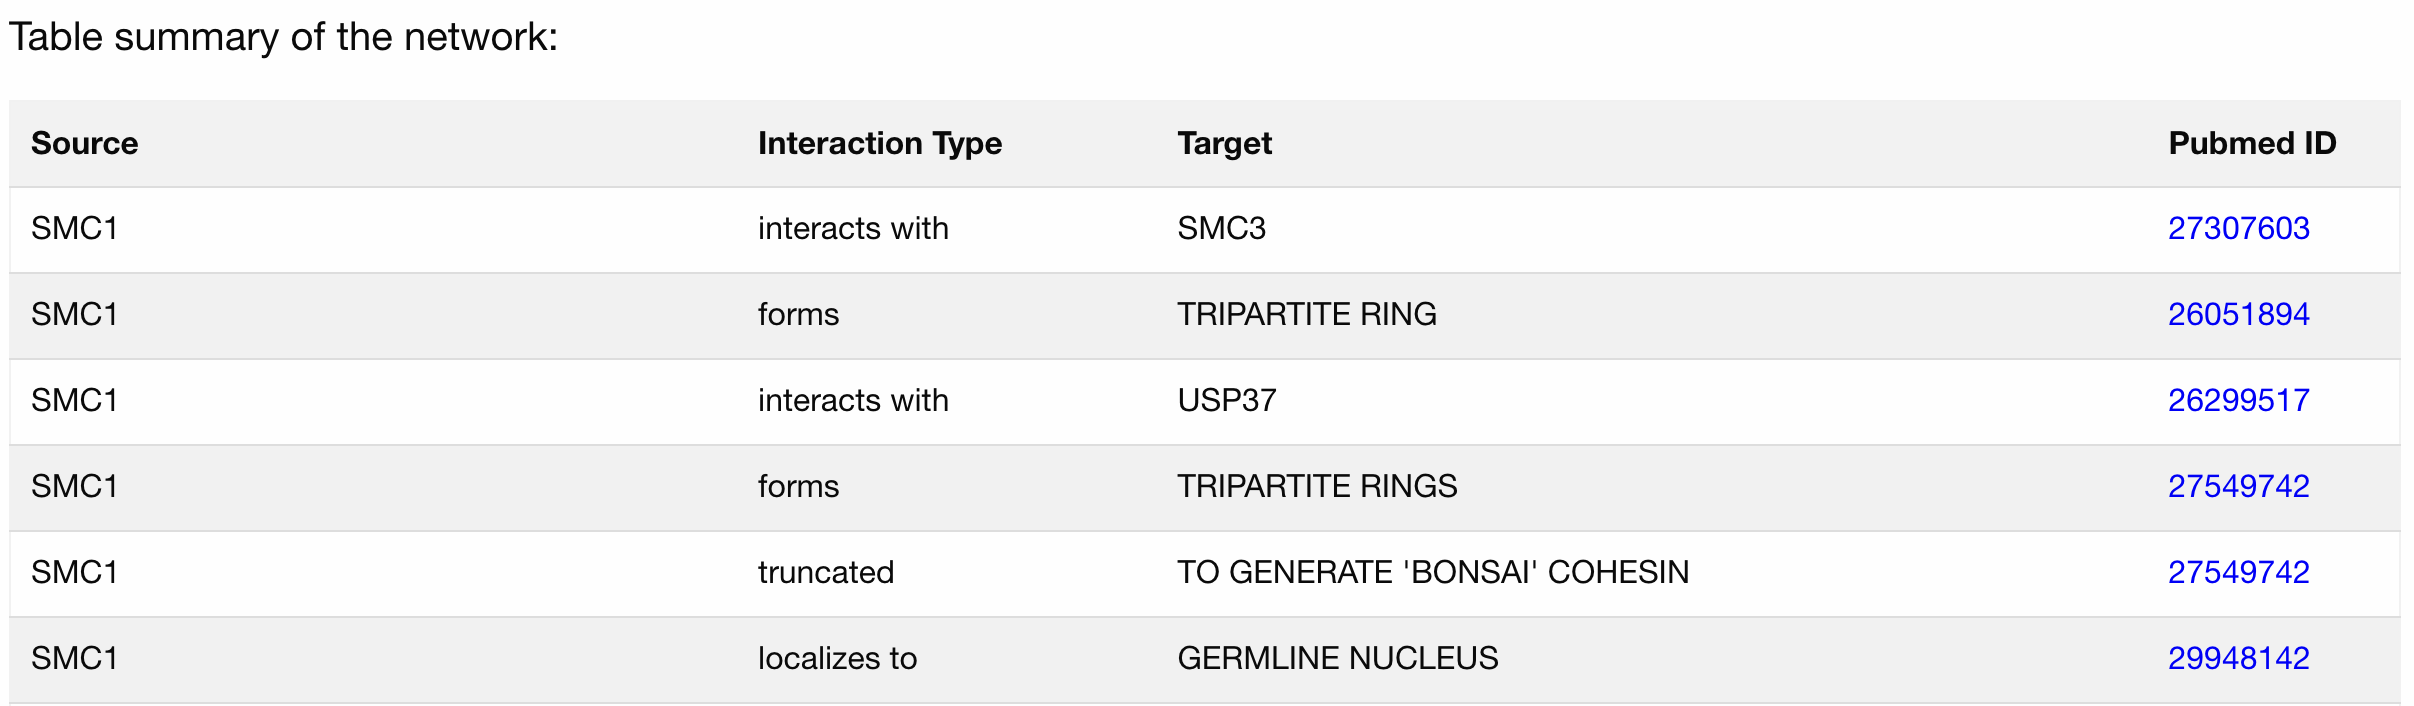 Table summary of the network:
Source Interaction Type Target Pubmed ID
SMC1 interacts with SMC3 27307603
SMC1 forms TRIPARTITE RING 26051894
SMC1 interacts with USP37 26299517
SMC1 forms TRIPARTITE RINGS 27549742
SMC1 truncated TO GENERATE 'BONSAI' COHESIN 27549742
SMC1 localizes to GERMLINE NUCLEUS 29948142